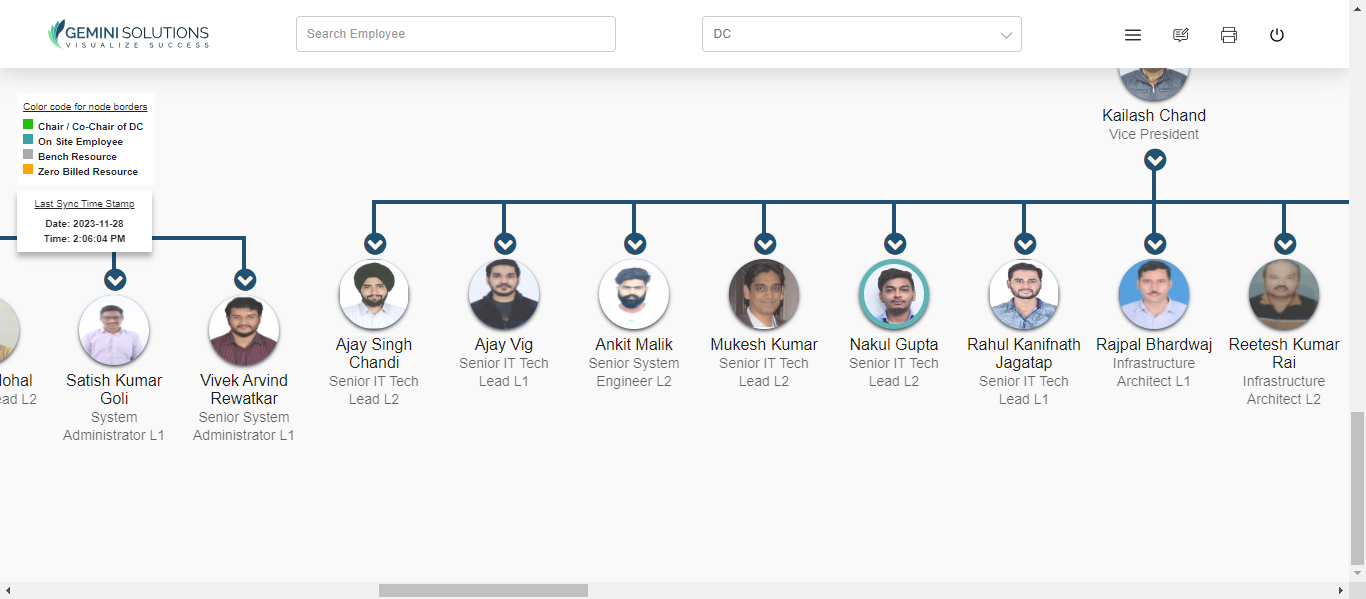 GEMINI SOLUTIONS
VISUALIZE SUCCESS
Search Employee
DC
Color code for node borders
Chair / Co-Chair of DC
On Site Employee
Bench Resource
Zero Billed Resource
Last Sync Time Stamp
Date: 2023-11-28
Time: 2:06:04 PM
Kailash Chand
Vice President
L2
Satish Kumar
Goli
System
Administrator L1
Vivek Arvind
Rewatkar
Senior System
Administrator L1
Ajay Singh
Chandi
Senior IT Tech
Lead L2
Ajay Vig
Senior IT Tech
Lead L1
Ankit Malik
Senior System
Engineer L2
Mukesh Kumar
Senior IT Tech
Lead L2
Nakul Gupta
Senior IT Tech
Lead L2
Rahul Kanifnath
Jagatap
Senior IT Tech
Lead L1
Rajpal Bhardwaj
Infrastructure
Architect L1
Reetesh Kumar
Rai
Infrastructure
Architect L2